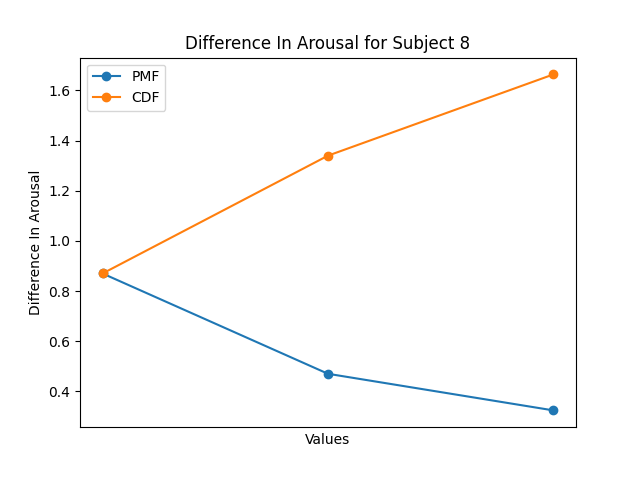 Difference In Arousal for Subject 8
PMF
CDF
1.6
1.4
1.2
1.0
0.8
0.6
0.4
Difference In Arousal
Values